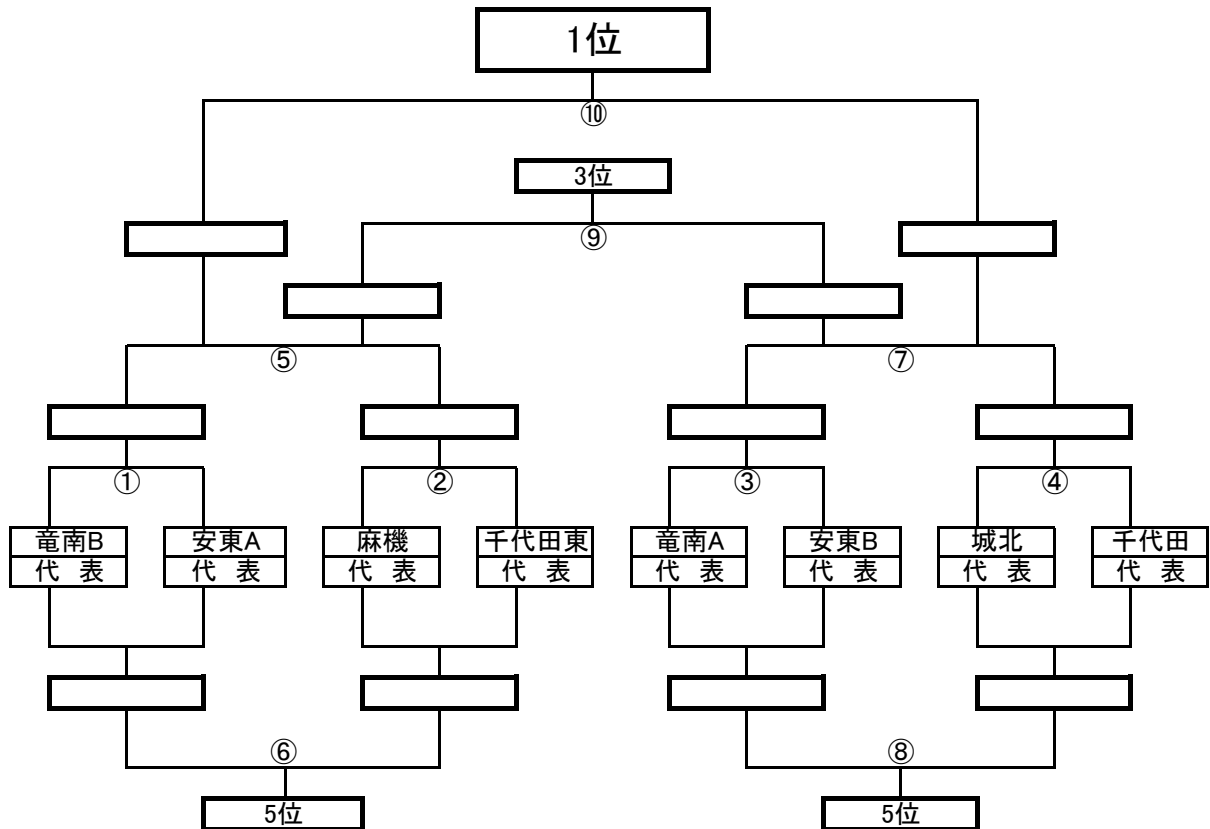 1位
⑩
3位
⑨
⑤ ⑦
① ② ③ ④
竜南B 安東A 麻機 千代田東 竜南A 安東B 城北 千代田
代 表 代 表 代 表 代 表 代 表 代 表 代 表 代 表
⑥ ⑧
5位 5位